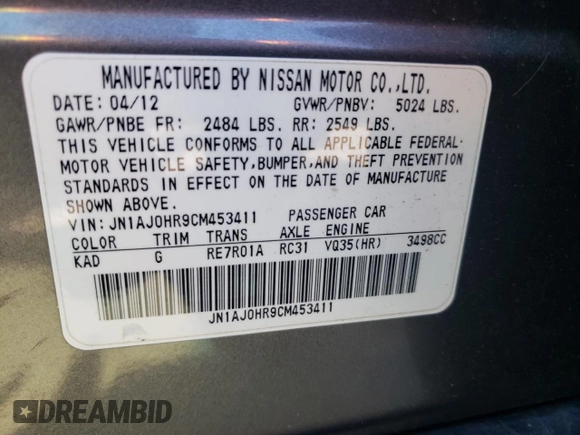 MANUFACTURED BY NISSAN MOTOR CO.,LTD.
DATE: 04/12 GVWR/PNBV: 5024 LBS.
GAWR/PNBE FR: 2484 LBS. RR: 2549 LBS.
THIS VEHICLE CONFORMS TO ALL APPLICABLE FEDERAL
MOTOR VEHICLE SAFETY,BUMPER,AND THEFT PREVENTION
STANDARDS IN EFFECT ON THE DATE OF MANUFACTURE
SHOWN ABOVE.
VIN: JN1AJ0HR9CM453411 PASSENGER CAR
COLOR TRIM TRANS AXLE ENGINE
KAD G RE7R01A RC31 VQ35(HR) 3498CC
JN1AJ0HR9CM453411
DREAMBID